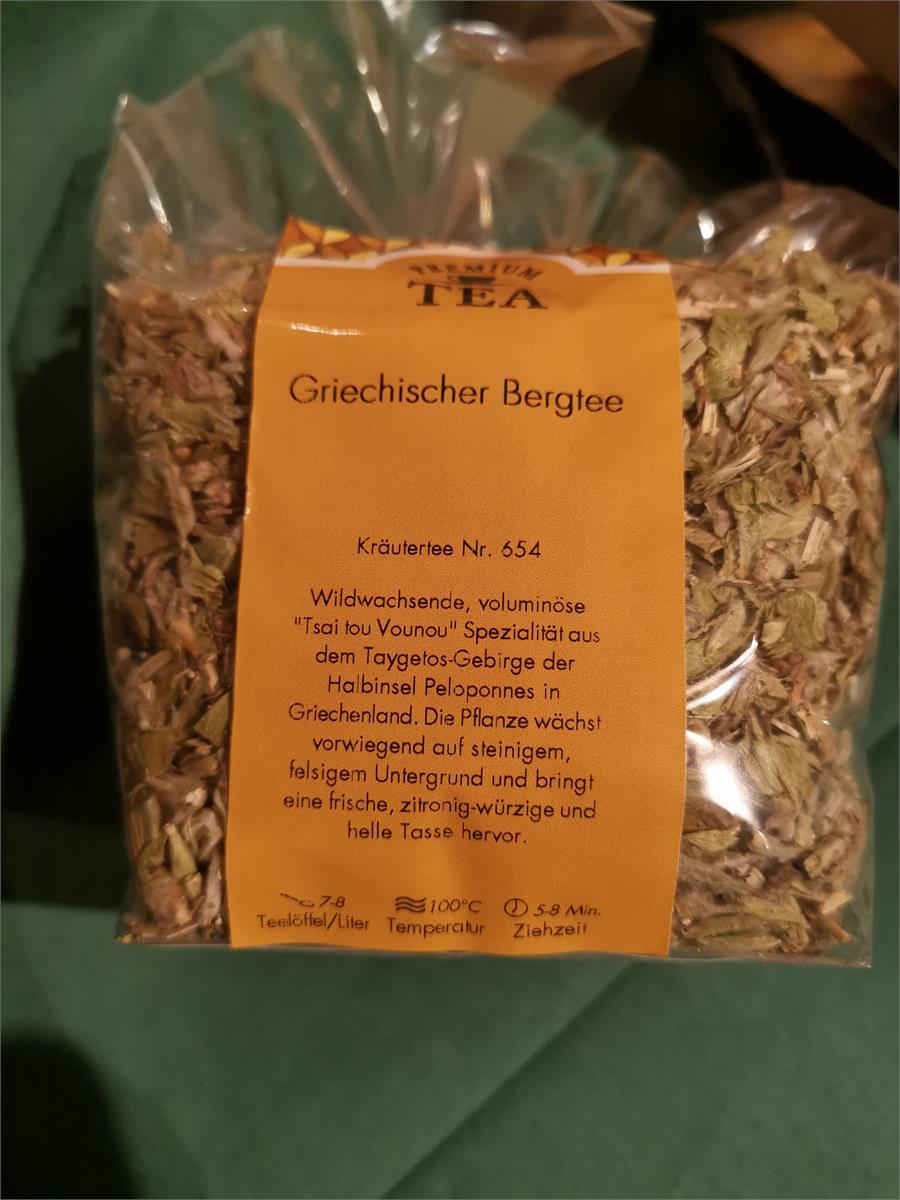 PREMIUM
TEA
Griechischer Bergtee
Kräutertee Nr. 654
Wildwachsende, voluminöse
"Tsai tou Vounou" Spezialität aus
dem Taygetos-Gebirge der
Halbinsel Peloponnes in
Griechenland. Die Pflanze wächst
vorwiegend auf steinigem,
felsigem Untergrund und bringt
eine frische, zitronig-würzige und
helle Tasse hervor.
7-8 100°C 5-8 Min.
Teelöffel/Liter Temperatur Ziehzeit